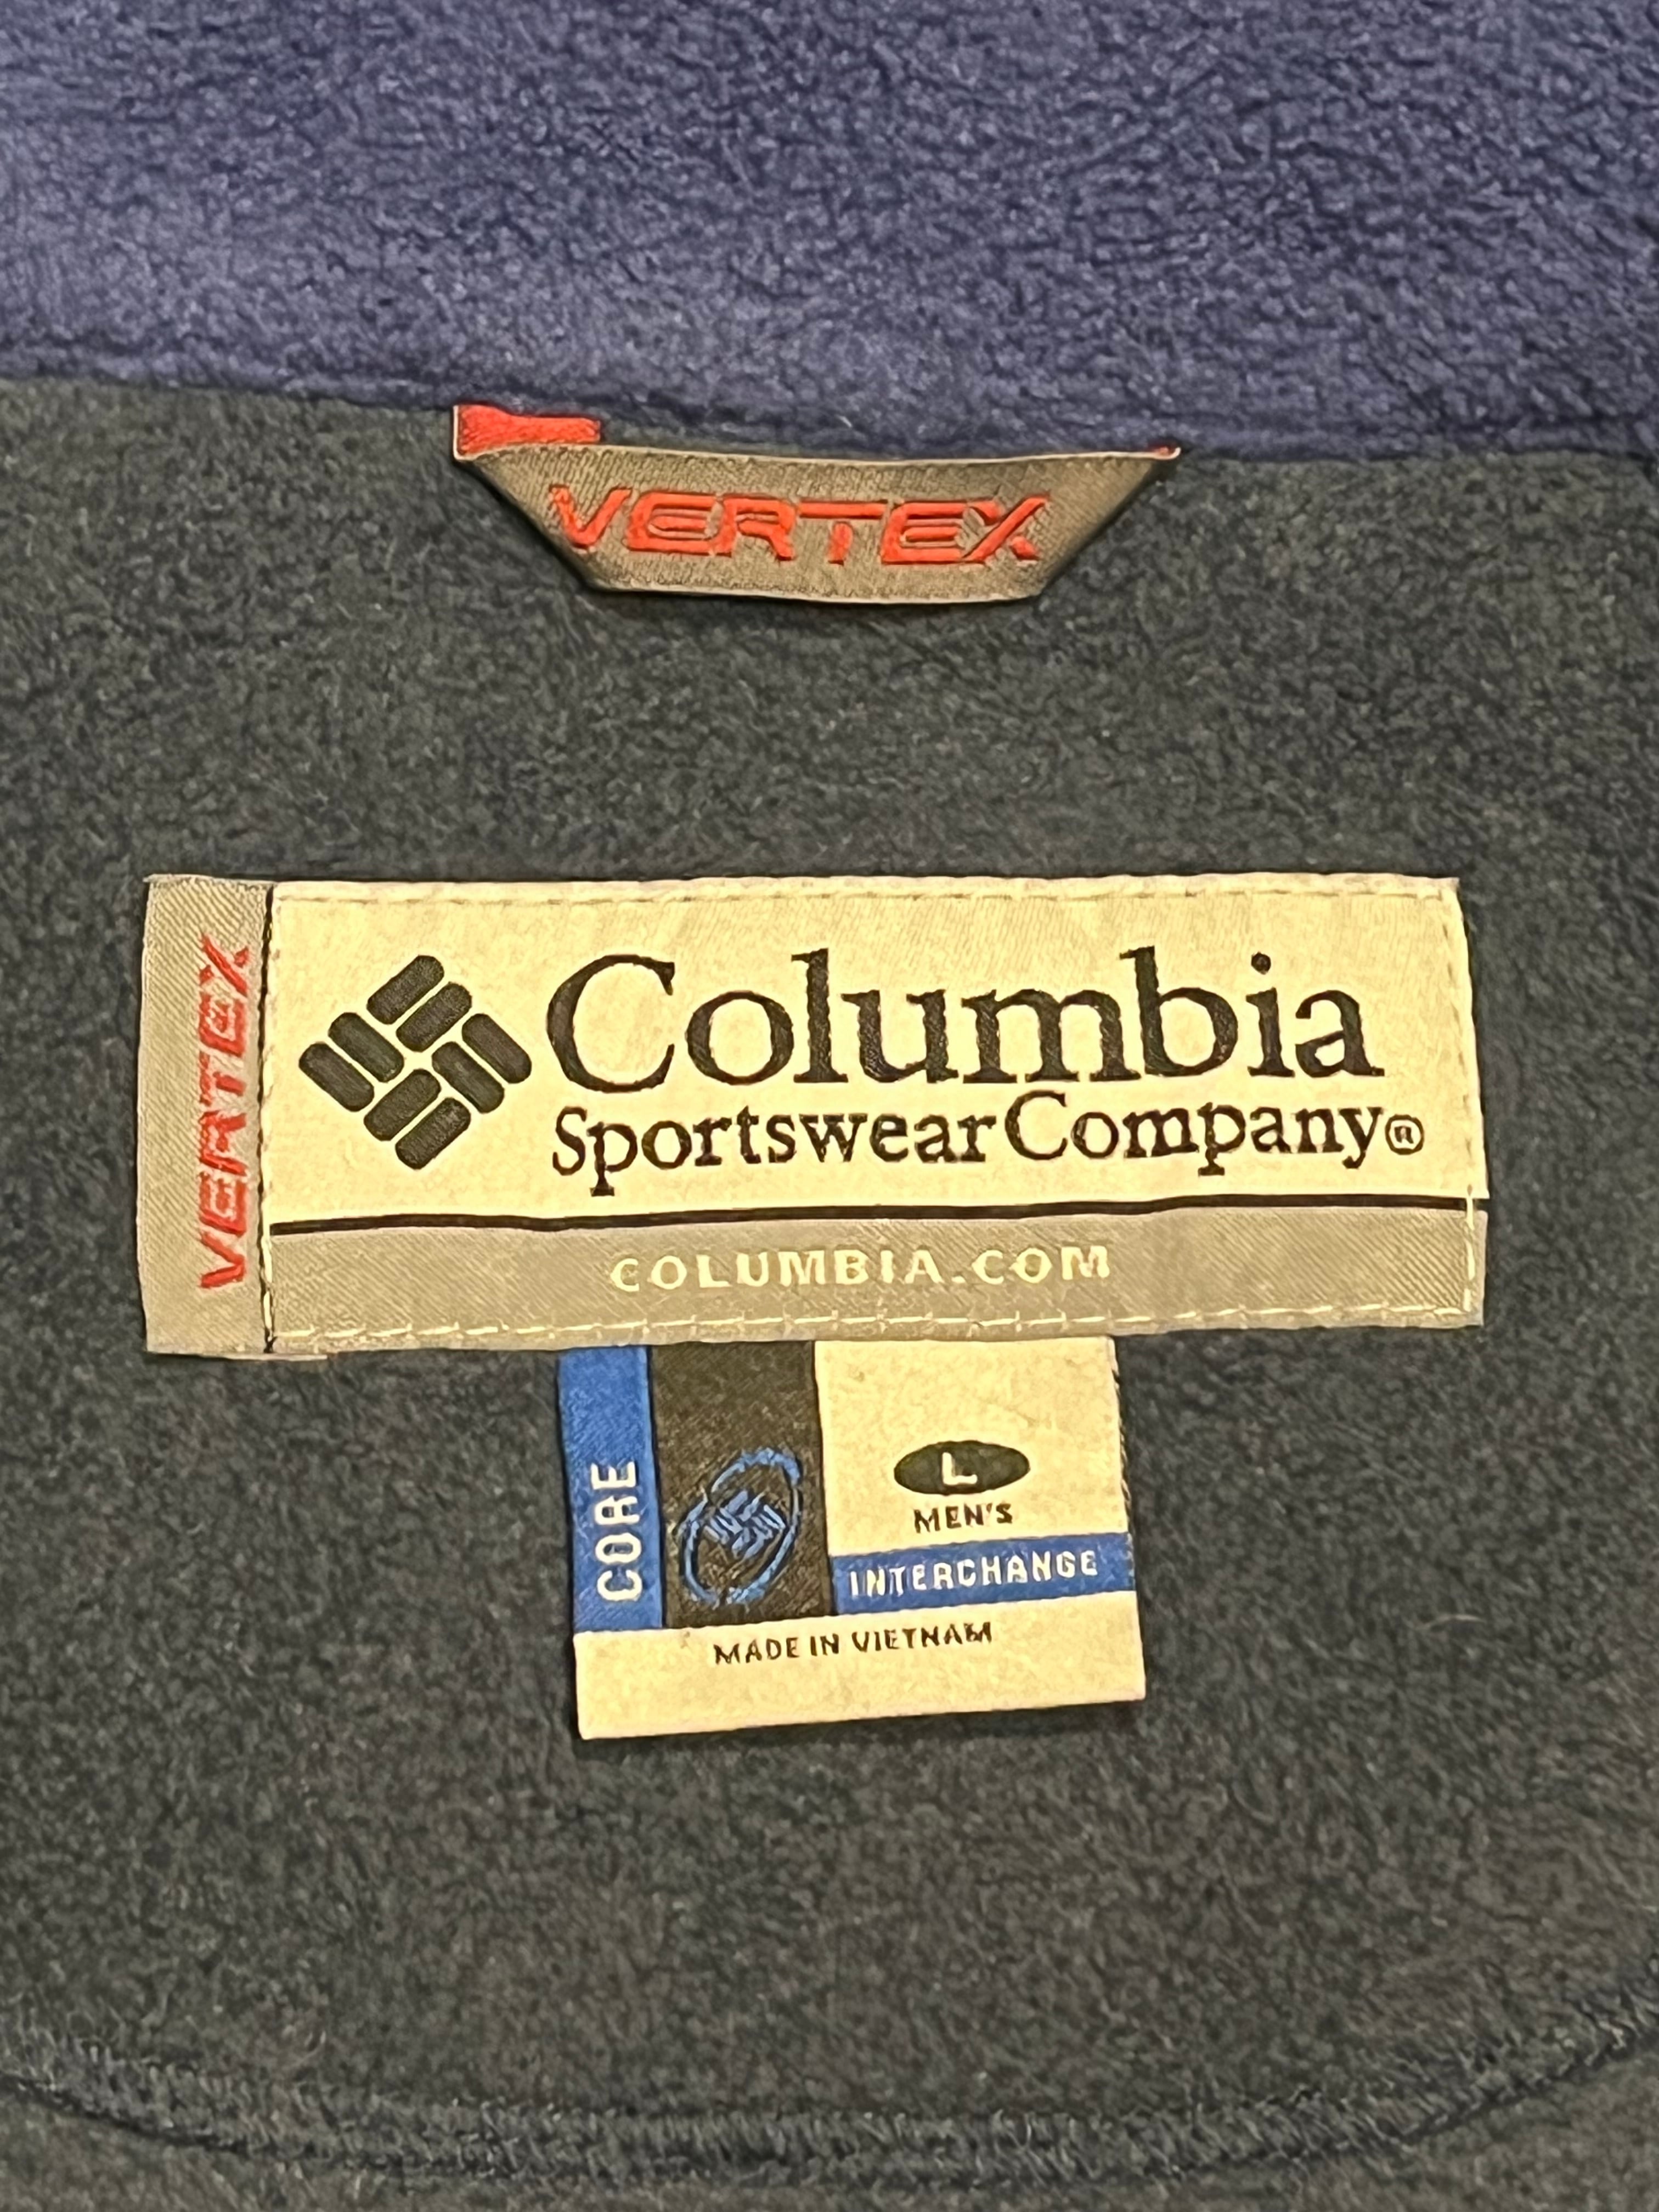 VERTEX
VERTEX
Columbia
Sportswear Company®
COLUMBIA.COM
CORE
L
MEN'S
INTERCHANGE
MADE IN VIETNAM